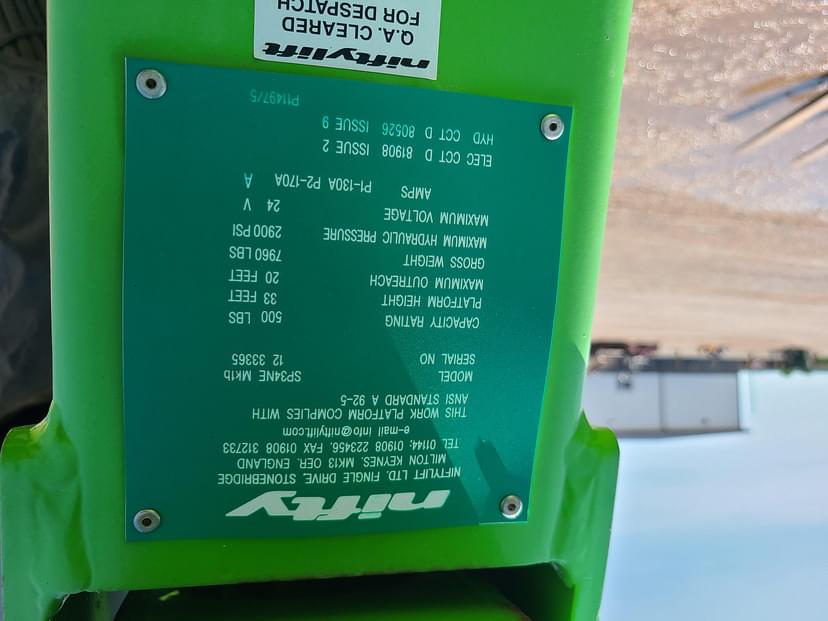 nifty
NIFTYLIFT LTD. FINGLE DRIVE, STONEBRIDGE
MILTON KEYNES. MK13 OER. ENGLAND
TEL 01144; 01908 223456. FAX 01908 312733
e-mail info@niftylift.com
THIS WORK PLATFORM COMPLIES WITH
ANSI STANDARD A 92-5
MODEL SP34NE Mk1b
SERIAL NO 12 33365
CAPACITY RATING 500 LBS
PLATFORM HEIGHT 33 FEET
MAXIMUM OUTREACH 20 FEET
GROSS WEIGHT 7960 LBS
MAXIMUM HYDRAULIC PRESSURE 2900 PSI
MAXIMUM VOLTAGE 24 V
AMPS P1-130A P2-170A A
ELEC CCT D 81908 ISSUE 2
HYD CCT D 80526 ISSUE 9
P11497/5
niftylift
Q.A. CLEARED
FOR DESPATCH